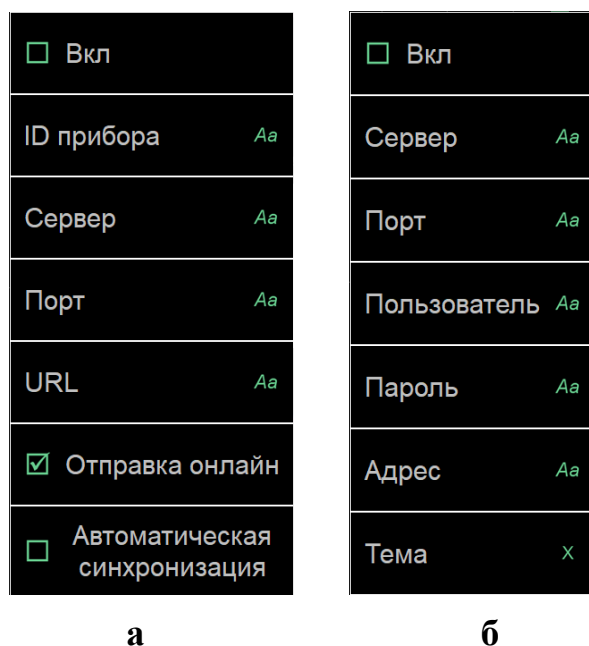 Вкл
ID прибора Aa
Сервер Aa
Порт Aa
URL Aa
Отправка онлайн
Автоматическая
синхронизация
а
Вкл
Сервер Aa
Порт Aa
Пользователь Aa
Пароль Aa
Адрес Aa
Тема X
б